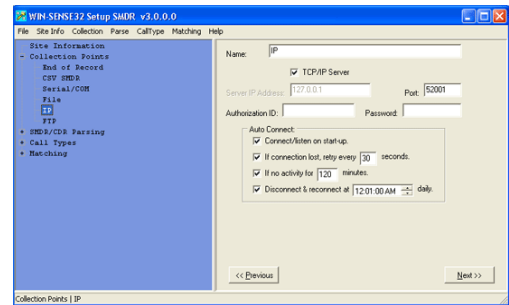 WIN-SENSE32 Setup SMDR v3.0.0.0
File Site Info Collection Parse CallType Matching Help
Site Information
Collection Points
End of Record
CSV SMDR
Serial/COM
File
IP
FTP
SMDR/CDR Parsing
Call Types
Matching
Name: IP
TCP/IP Server
Server IP Address: 127.0.0.1 Port: 52001
Authorization ID: Password:
Auto Connect:
Connect/listen on start-up.
If connection lost, retry every 30 seconds.
If no activity for 120 minutes.
Disconnect & reconnect at 12:01:00 AM daily.
<< Previous Next >>
Collection Points | IP